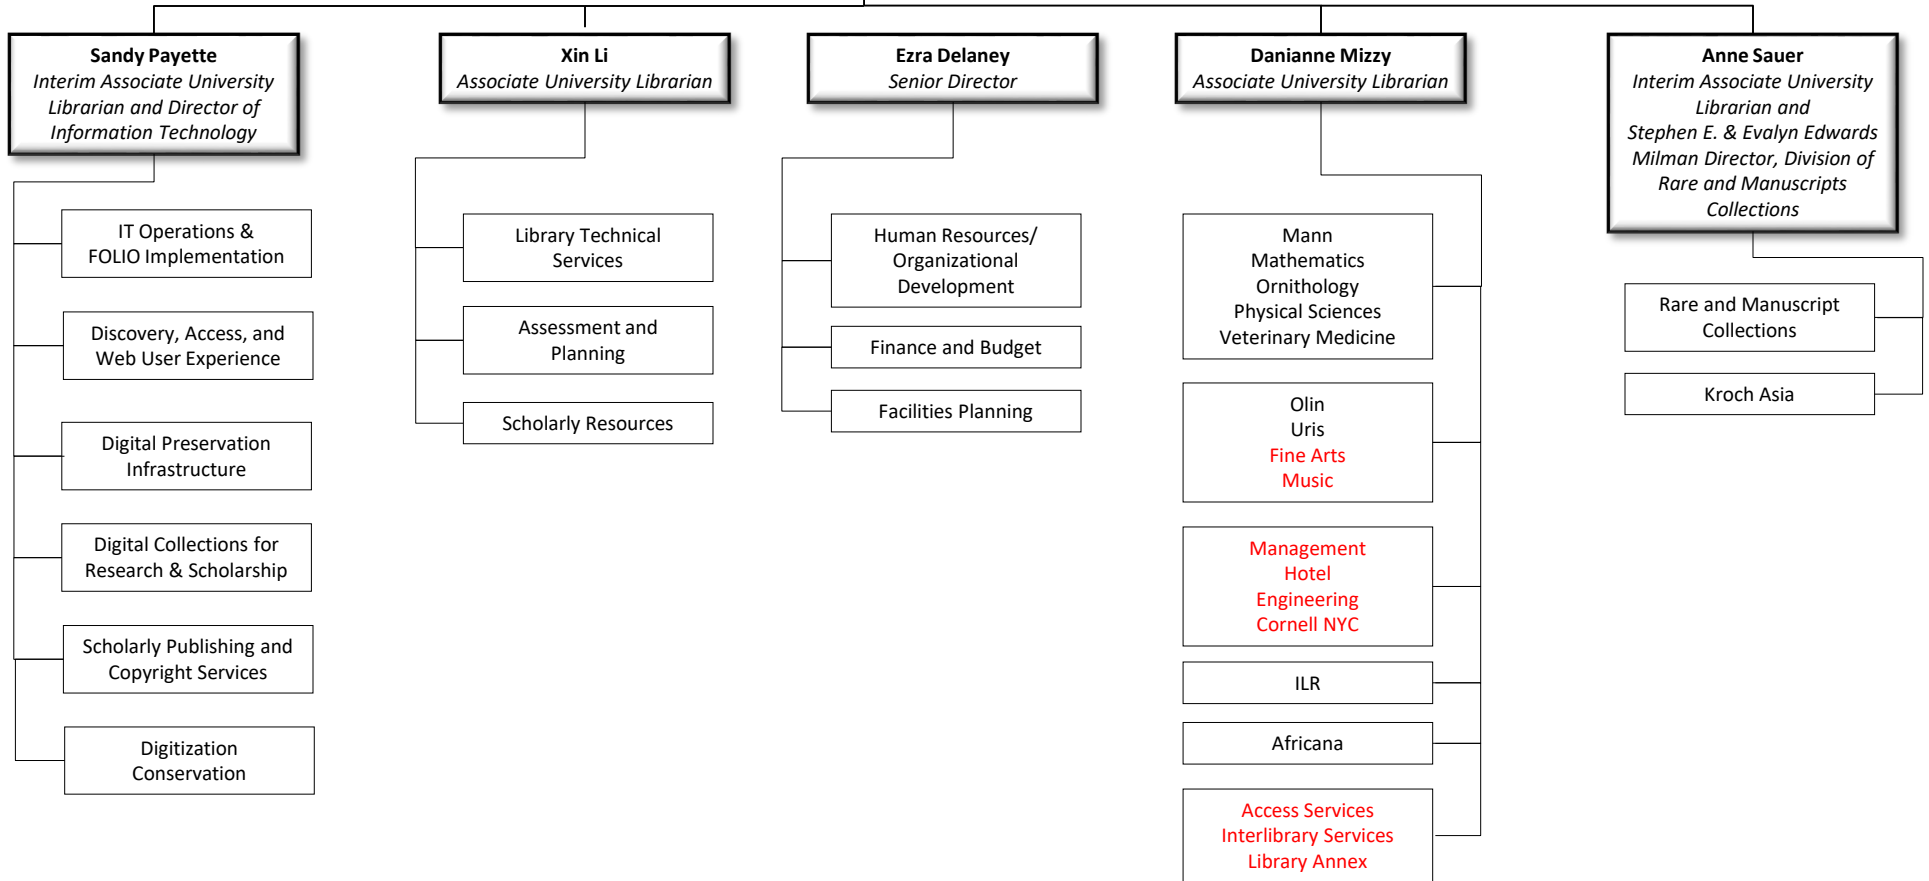 Sandy Payette
Interim Associate University
Librarian and Director of
Information Technology
IT Operations &
FOLIO Implementation
Discovery, Access, and
Web User Experience
Digital Preservation
Infrastructure
Digital Collections for
Research & Scholarship
Scholarly Publishing and
Copyright Services
Digitization
Conservation
Xin Li
Associate University Librarian
Library Technical
Services
Assessment and
Planning
Scholarly Resources
Ezra Delaney
Senior Director
Human Resources/
Organizational
Development
Finance and Budget
Facilities Planning
Danianne Mizzy
Associate University Librarian
Mann
Mathematics
Ornithology
Physical Sciences
Veterinary Medicine
Olin
Uris
Fine Arts
Music
Management
Hotel
Engineering
Cornell NYC
ILR
Africana
Access Services
Interlibrary Services
Library Annex
Anne Sauer
Interim Associate University
Librarian and
Stephen E. & Evalyn Edwards
Milman Director, Division of
Rare and Manuscripts
Collections
Rare and Manuscript
Collections
Kroch Asia